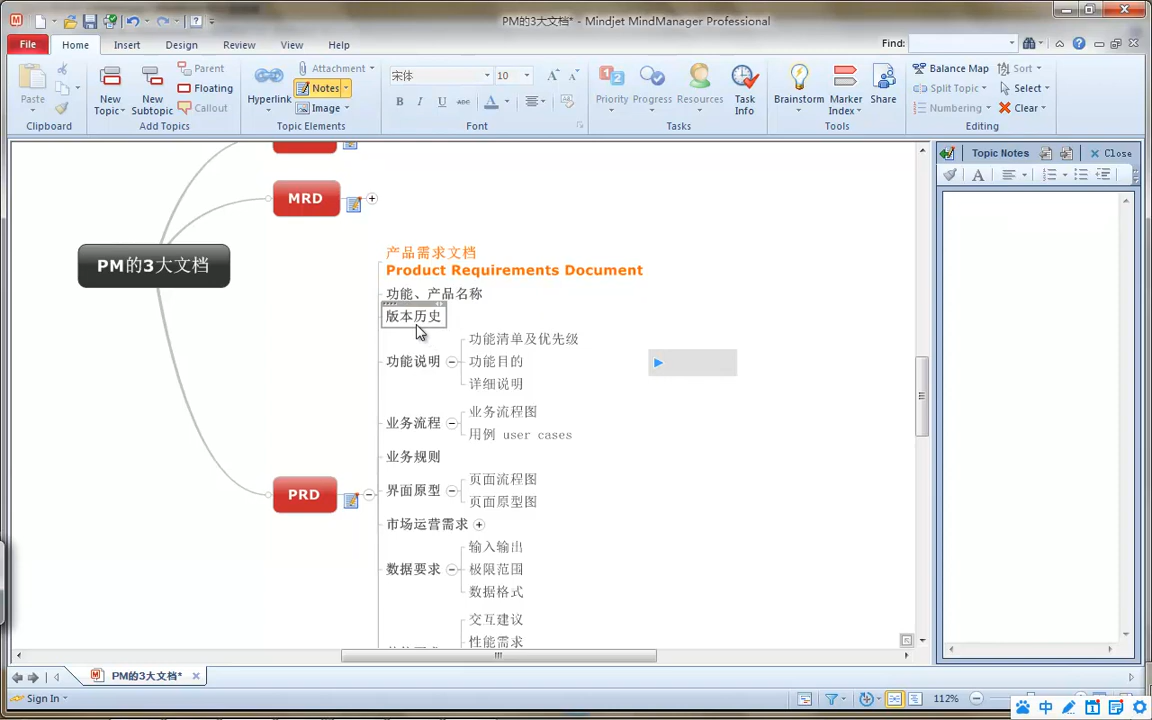 PM的3大文档* - Mindjet MindManager Professional
File Home Insert Design Review View Help Find:
Paste
Clipboard
New Topic
New Subtopic
Parent
Floating
Callout
Add Topics
Hyperlink
Attachment
Notes
Image
Topic Elements
宋体 10
B I U abc A
Font
Priority
Progress
Resources
Task Info
Tasks
Brainstorm
Marker Index
Share
Tools
Balance Map
Split Topic
Numbering
Sort
Select
Clear
Editing
Topic Notes Close
MRD
PM的3大文档
产品需求文档
Product Requirements Document
功能、产品名称
版本历史
功能说明
功能清单及优先级
功能目的
详细说明
业务流程
业务流程图
用例 user cases
业务规则
PRD
界面原型
页面流程图
页面原型图
市场运营需求
数据要求
输入输出
极限范围
数据格式
交互建议
性能需求
PM的3大文档*
Sign In 112%
中